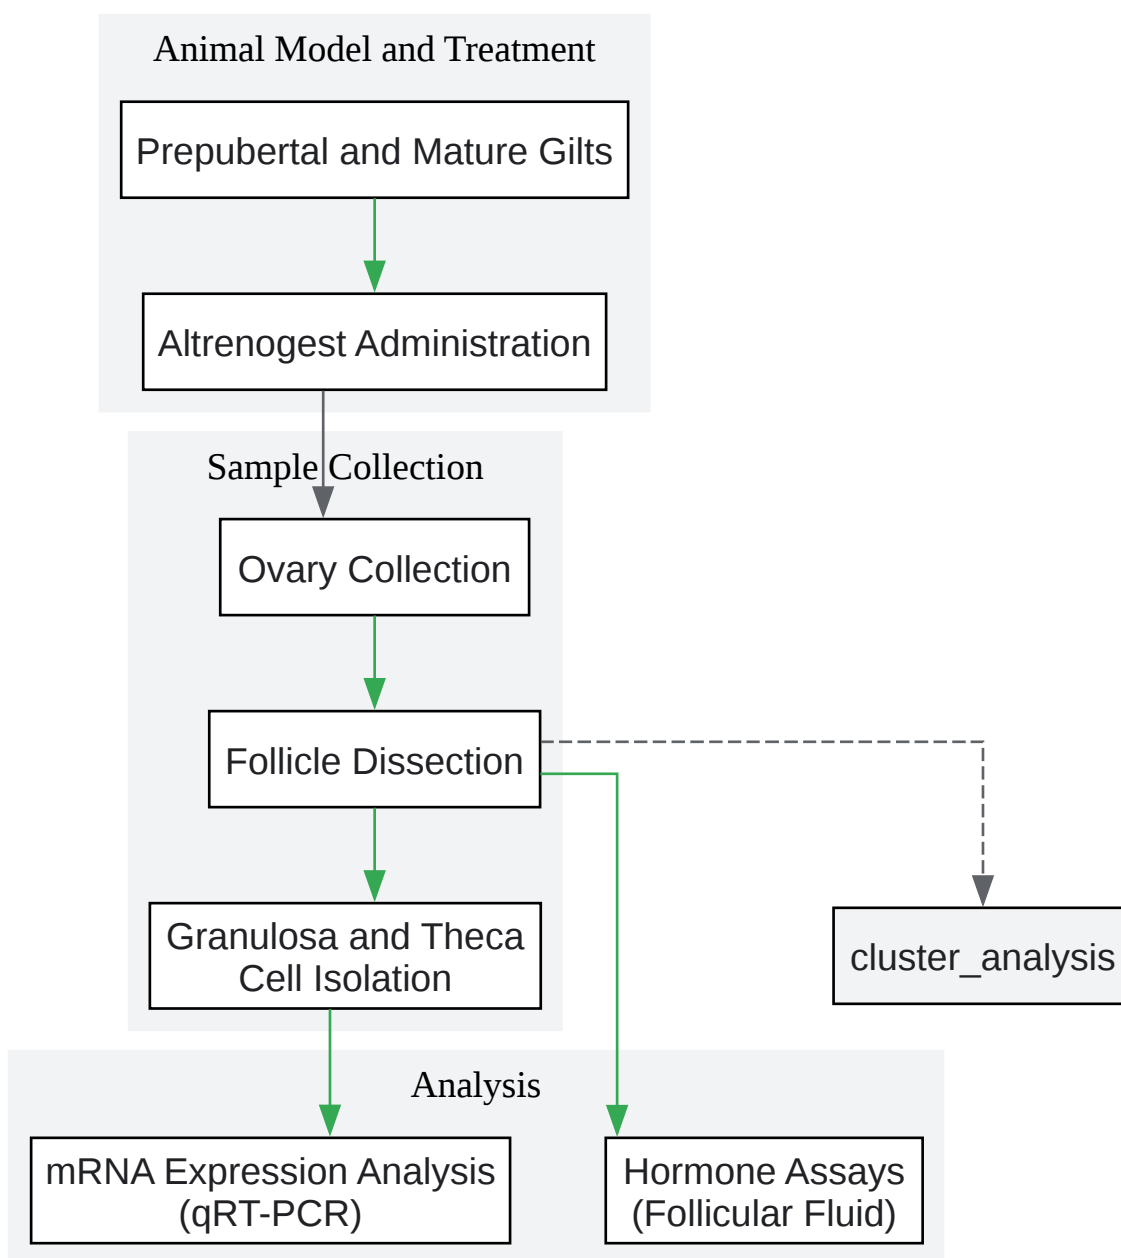 Animal Model and Treatment
Prepubertal and Mature Gilts
Altrenogest Administration
Sample Collection
Ovary Collection
Follicle Dissection
Granulosa and Theca
Cell Isolation
cluster_analysis
Analysis
mRNA Expression Analysis
(qRT-PCR)
Hormone Assays
(Follicular Fluid)